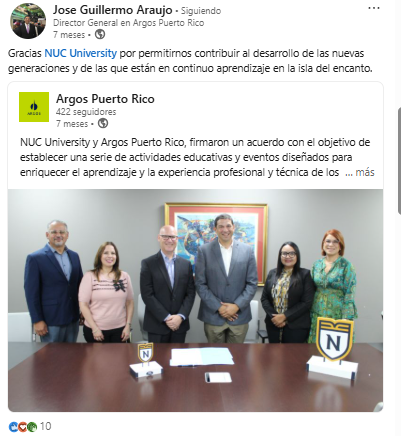 Jose Guillermo Araujo • Siguiendo
Director General en Argos Puerto Rico
7 meses •
Gracias NUC University por permitirnos contribuir al desarrollo de las nuevas
generaciones y de las que están en continuo aprendizaje en la isla del encanto.
ARGOS
Argos Puerto Rico
422 seguidores
7 meses •
NUC University y Argos Puerto Rico, firmaron un acuerdo con el objetivo de
establecer una serie de actividades educativas y eventos diseñados para
enriquecer el aprendizaje y la experiencia profesional y técnica de los ... más
N
N
10